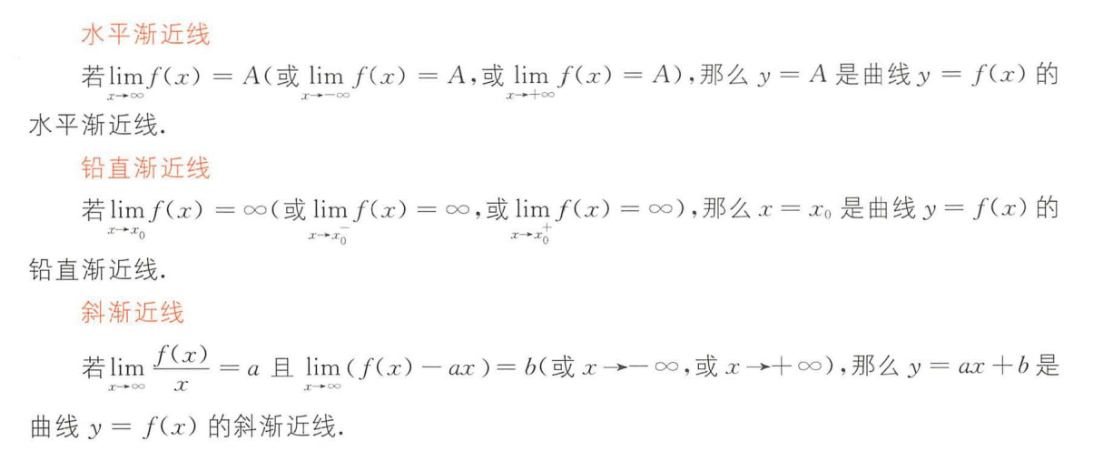 水平渐近线
若$\lim\limits_{x \to \infty} f(x) = A$(或$\lim\limits_{x \to -\infty} f(x) = A$,或$\lim\limits_{x \to +\infty} f(x) = A$),那么 $y = A$ 是曲线 $y = f(x)$ 的
水平渐近线.
铅直渐近线
若$\lim\limits_{x \to x_0} f(x) = \infty$(或$\lim\limits_{x \to x_0^-} f(x) = \infty$,或$\lim\limits_{x \to x_0^+} f(x) = \infty$),那么 $x = x_0$ 是曲线 $y = f(x)$ 的
铅直渐近线.
斜渐近线
若$\lim\limits_{x \to \infty} \frac{f(x)}{x} = a$ 且 $\lim\limits_{x \to \infty} (f(x) - ax) = b$(或 $x \to -\infty$,或 $x \to +\infty$),那么 $y = ax + b$ 是
曲线 $y = f(x)$ 的斜渐近线.